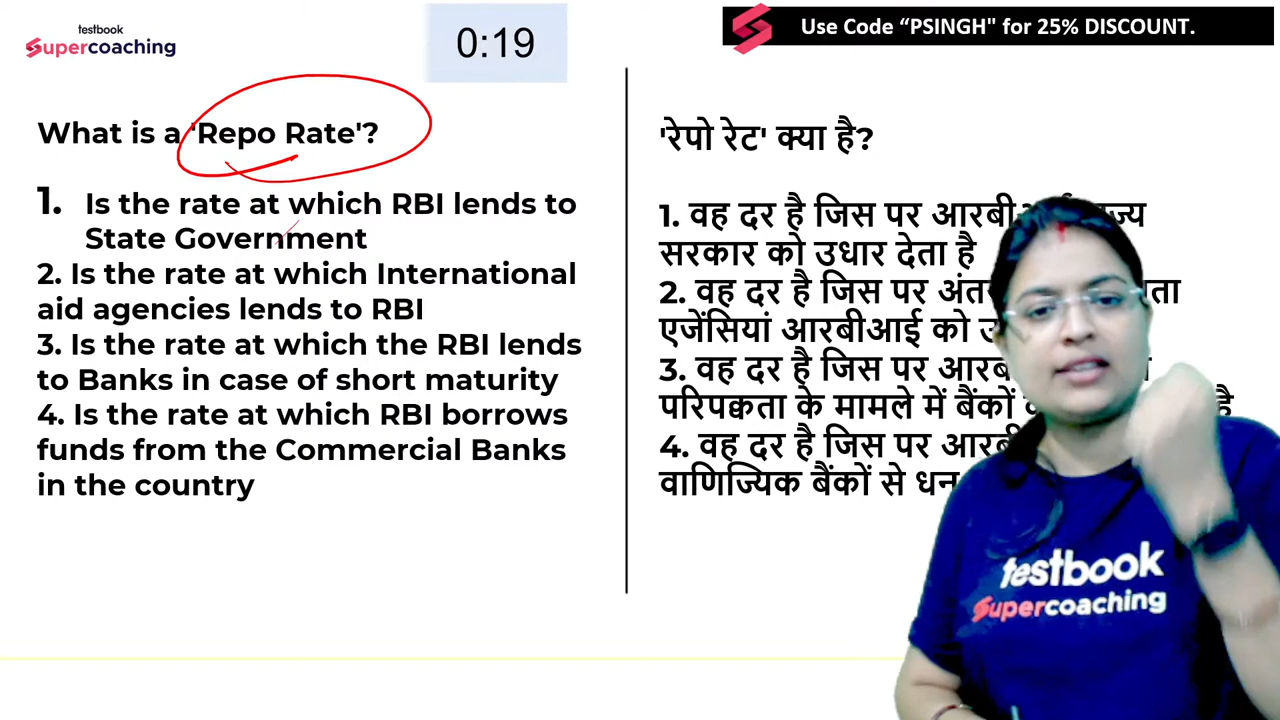 testbook
Supercoaching
0:19
Use Code “PSINGH" for 25% DISCOUNT.
What is a 'Repo Rate'?
1. Is the rate at which RBI lends to
State Government
2. Is the rate at which International
aid agencies lends to RBI
3. Is the rate at which the RBI lends
to Banks in case of short maturity
4. Is the rate at which RBI borrows
funds from the Commercial Banks
in the country
'रेपो रेट' क्या है?
1. वह दर है जिस पर
सरकार को उधार देता है
2. वह दर है जिस पर
एजेंसियां आरबीआई को
3. वह दर है जिस पर
परिपक्वता के मामले में बैंकों है
4. वह दर है जिस पर
वाणिज्यिक बैंकों से धन
testbook
Supercoaching